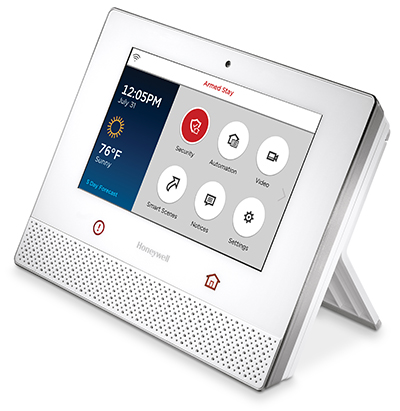 Armed Stay
12:05PM
July 31
76°F
Sunny
5 Day Forecast
Security
Automation
Video
Smart Scenes
Notices
Settings
Honeywell